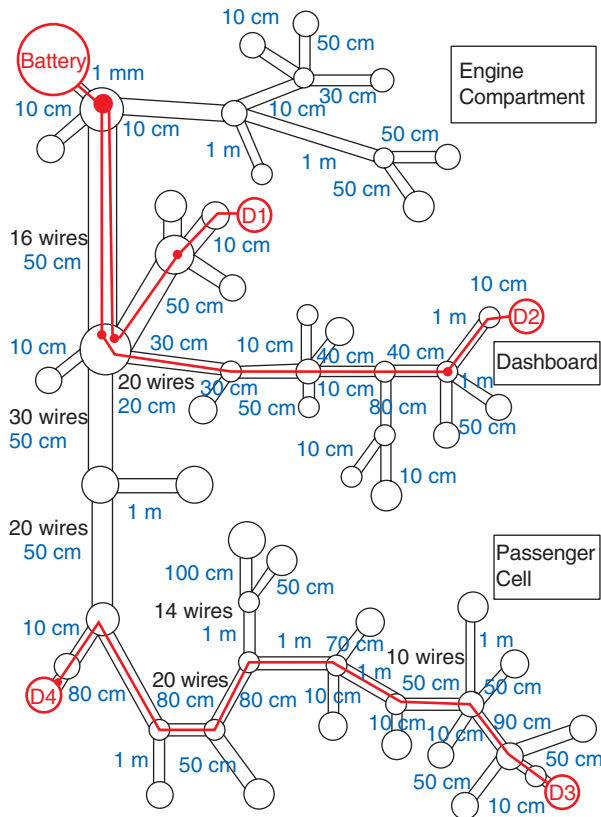 10 cm
50 cm
Battery
1 mm
Engine
Compartment
10 cm
10 cm
10 cm
30 cm
1 m
1 m
50 cm
50 cm
D1
16 wires
50 cm
10 cm
50 cm
10 cm
1 m
D2
10 cm
30 cm
10 cm
40 cm
40 cm
Dashboard
20 wires
20 cm
30 cm
10 cm
1 m
50 cm
80 cm
50 cm
30 wires
50 cm
10 cm
10 cm
1 m
20 wires
50 cm
Passenger
Cell
100 cm
50 cm
14 wires
1 m
10 cm
1 m
70 cm
10 wires
1 m
D4
80 cm
20 wires
80 cm
80 cm
1 m
10 cm
50 cm
10 cm
50 cm
10 cm
90 cm
1 m
50 cm
50 cm
50 cm
10 cm
D3